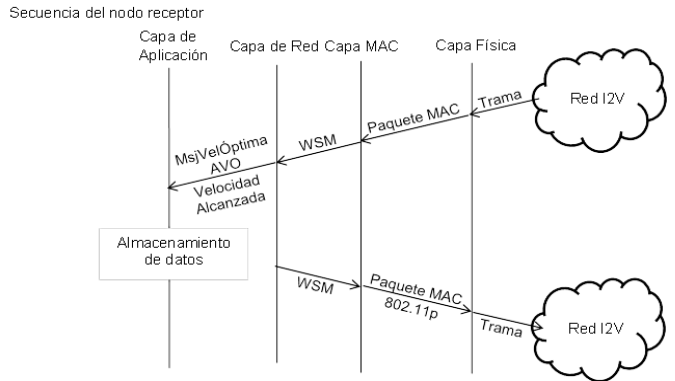 Secuencia del nodo receptor
Capa de
Aplicación
Capa de Red
Capa MAC
Capa Física
Red I2V
Trama
Paquete MAC
WSM
MsjVelÓptima
AVO
Velocidad
Alcanzada
Almacenamiento
de datos
WSM
Paquete MAC
802.11p
Trama
Red I2V